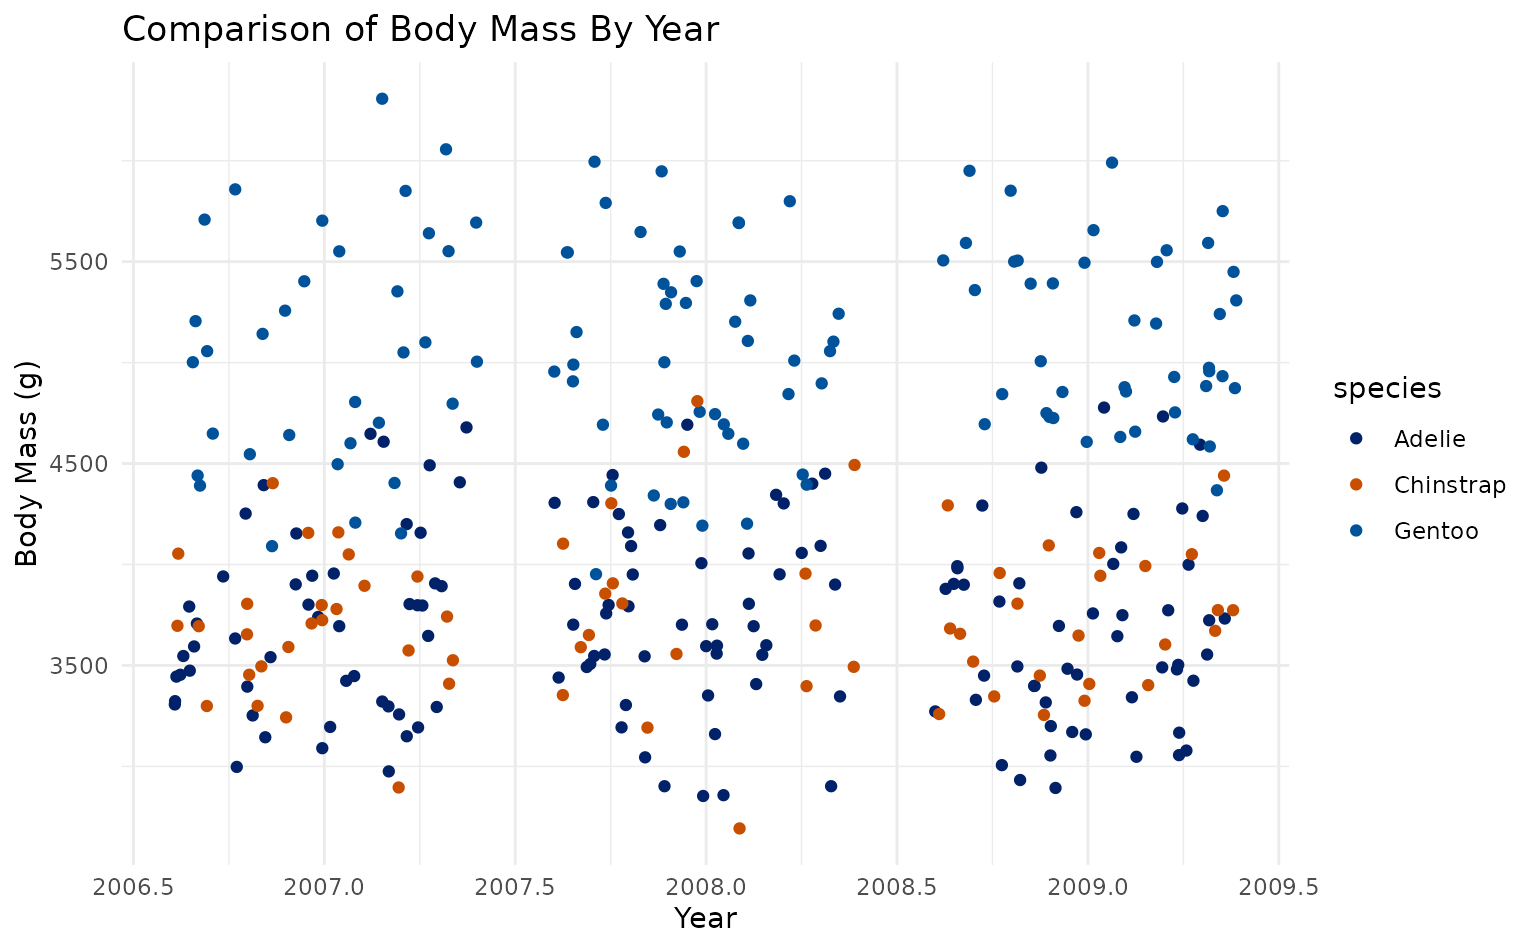 Comparison of Body Mass By Year
Body Mass (g)
5500
4500
3500
2006.5 2007.0 2007.5 2008.0 2008.5 2009.0 2009.5
Year
species
Adelie
Chinstrap
Gentoo